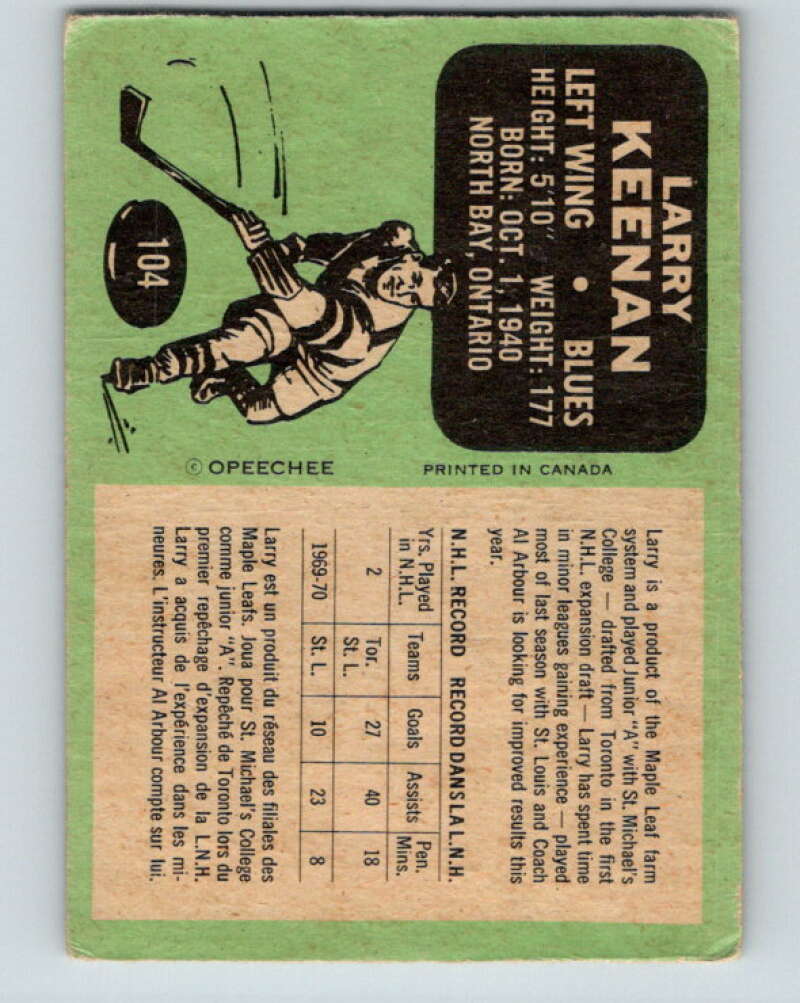 LARRY
KEENAN
LEFT WING • BLUES
HEIGHT: 5'10" WEIGHT: 177
BORN: OCT. 1, 1940
NORTH BAY, ONTARIO
104
© OPEECHEE
PRINTED IN CANADA
Larry is a product of the Maple Leaf farm
system and played Junior "A" with St. Michael's
College — drafted from Toronto in the first
N.H.L. expansion draft — Larry has spent time
in minor leagues gaining experience — played
most of last season with St. Louis and Coach
Al Arbour is looking for improved results this
year.
N.H.L. RECORD RECORD DANS LA L.N.H.
Yrs. Played in N.H.L. Teams Goals Assists Pen. Mins.
2 Tor. St. L. 27 40 18
1969-70 St. L. 10 23 8
Larry est un produit du réseau des filiales des
Maple Leafs. Joua pour St. Michael's College
comme junior "A". Repêché de Toronto lors du
premier repêchage d'expansion de la L.N.H.
Larry a acquis de l'expérience dans les mi-
neures. L'instructeur Al Arbour compte sur lui.